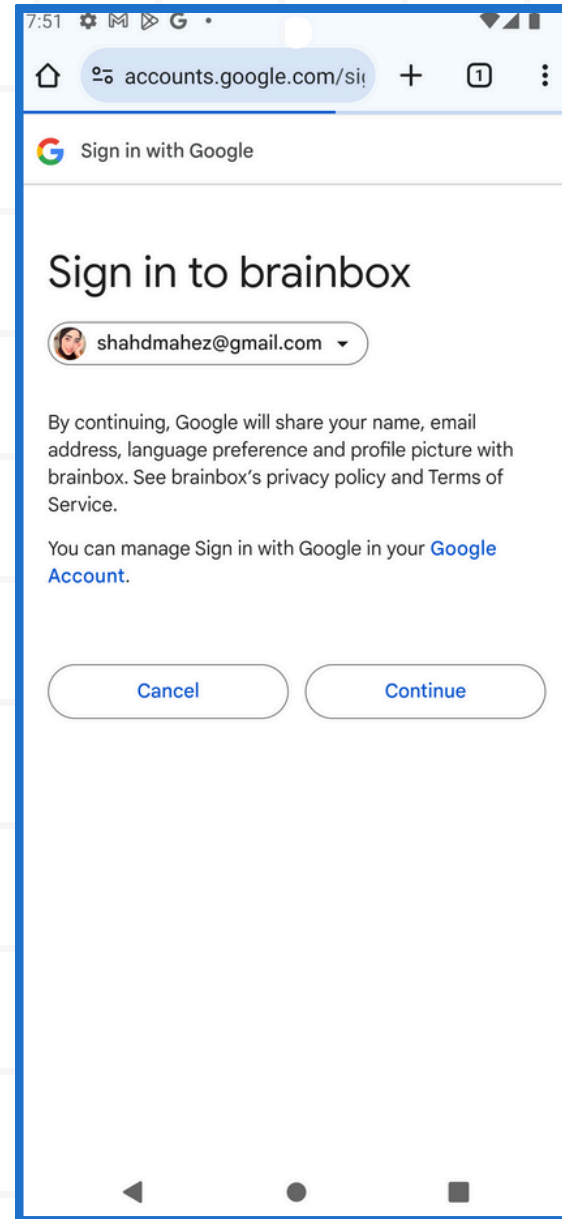 7:51
accounts.google.com/sig
1
Sign in with Google
Sign in to brainbox
shahdmahez@gmail.com
By continuing, Google will share your name, email
address, language preference and profile picture with
brainbox. See brainbox's privacy policy and Terms of
Service.
You can manage Sign in with Google in your Google
Account.
Cancel Continue